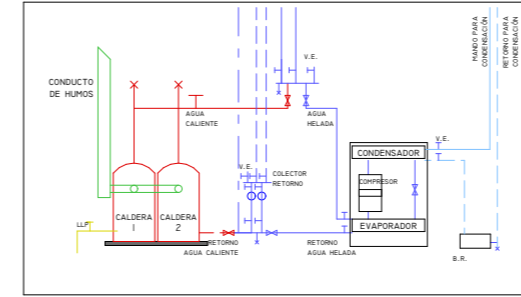 CONDUCTO
DE HUMOS
V.E.
AGUA
CALIENTE
AGUA
HELADA
MANDO PARA
CONDENSACIÓN
RETORNO PARA
CONDENSACIÓN
V.E.
V.E.
COLECTOR
RETORNO
CONDENSADOR
COMPRESOR
EVAPORADOR
CALDERA
1
CALDERA
2
LLP
RETORNO
AGUA CALIENTE
RETORNO
AGUA HELADA
B.R.